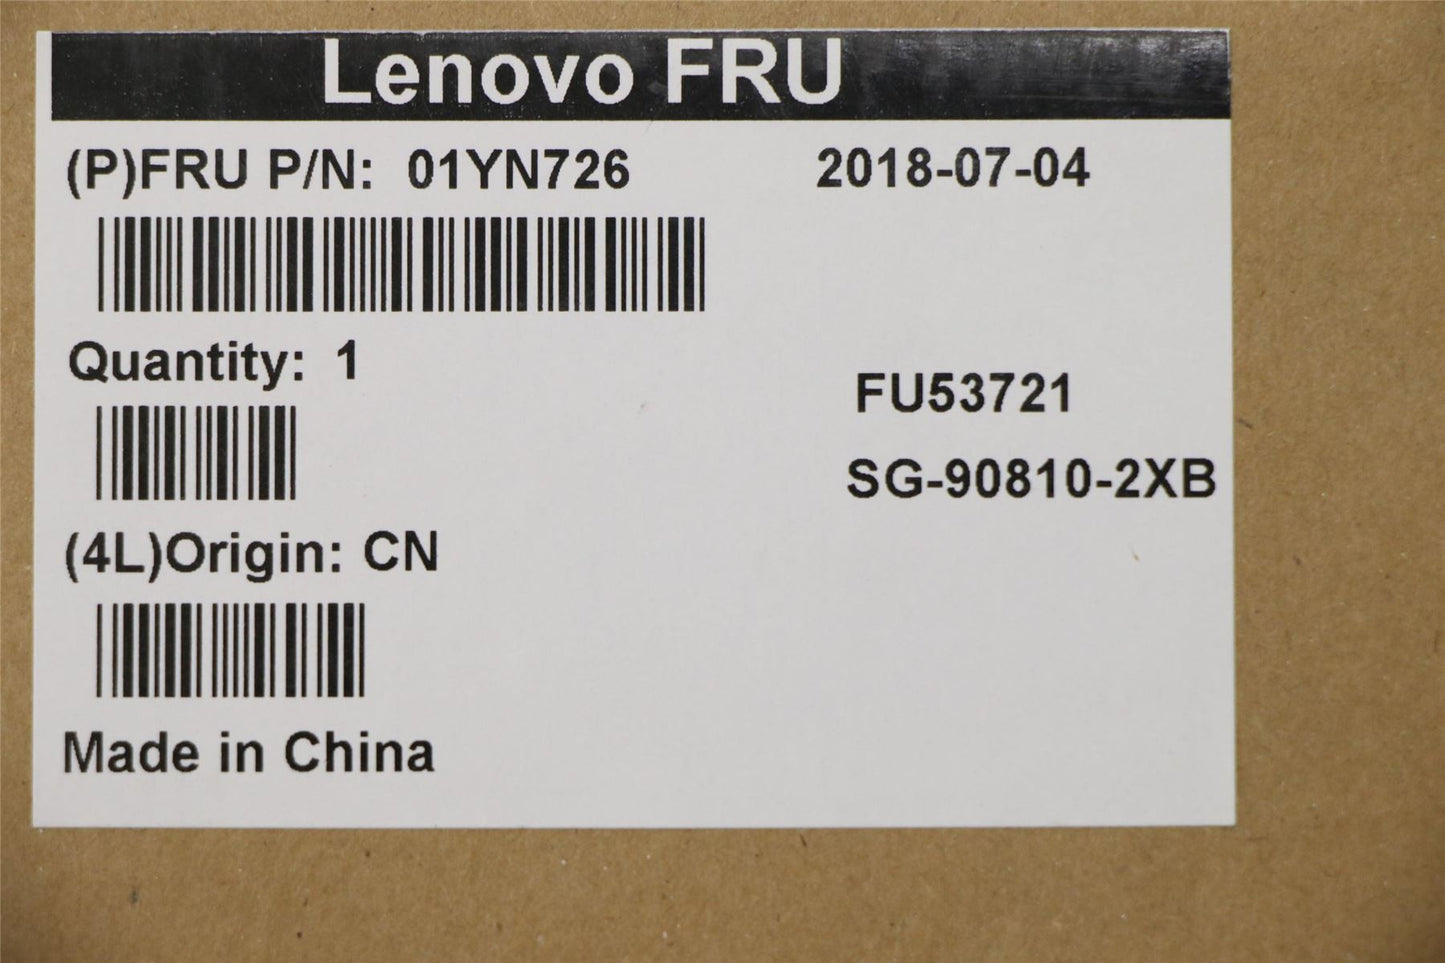 Lenovo FRU
(P)FRU P/N: 01YN726 2018-07-04
Quantity: 1
FU53721
SG-90810-2XB
(4L)Origin: CN
Made in China